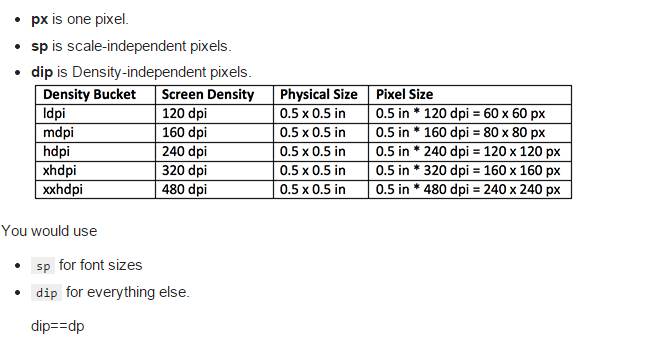 px is one pixel.
sp is scale-independent pixels.
dip is Density-independent pixels.
Density Bucket Screen Density Physical Size Pixel Size
ldpi 120 dpi 0.5 x 0.5 in 0.5 in * 120 dpi = 60 x 60 px
mdpi 160 dpi 0.5 x 0.5 in 0.5 in * 160 dpi = 80 x 80 px
hdpi 240 dpi 0.5 x 0.5 in 0.5 in * 240 dpi = 120 x 120 px
xhdpi 320 dpi 0.5 x 0.5 in 0.5 in * 320 dpi = 160 x 160 px
xxhdpi 480 dpi 0.5 x 0.5 in 0.5 in * 480 dpi = 240 x 240 px
You would use
sp for font sizes
dip for everything else.
dip==dp